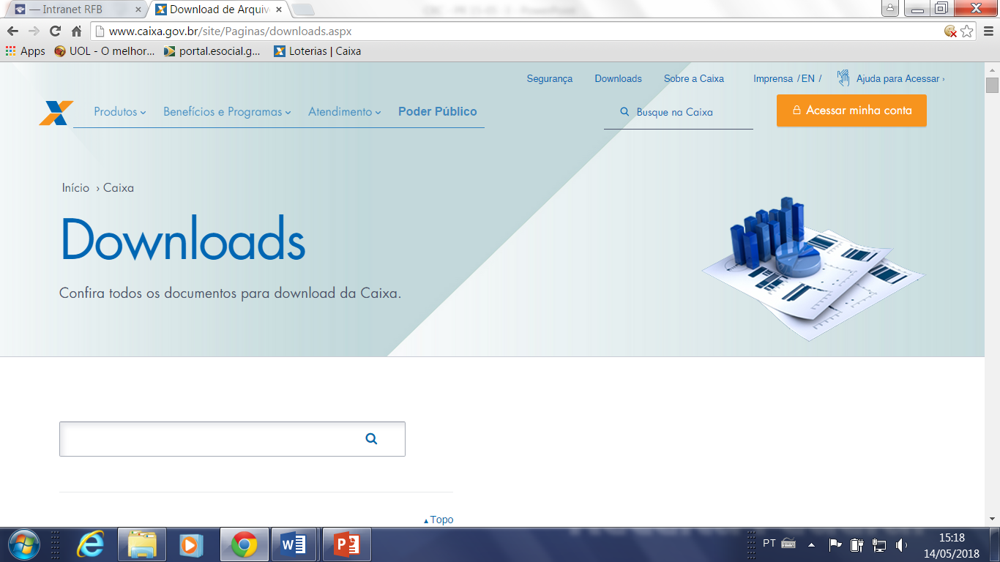 — Intranet RFB
Download de Arquiv
www.caixa.gov.br/site/Paginas/downloads.aspx
Apps
UOL - O melhor...
portal.esocial.g...
Loterias | Caixa
Segurança
Downloads
Sobre a Caixa
Imprensa / EN /
Ajuda para Acessar ›
Produtos
Benefícios e Programas
Atendimento
Poder Público
Busque na Caixa
Acessar minha conta
Início › Caixa
Downloads
Confira todos os documentos para download da Caixa.
Topo
PT
15:18
14/05/2018